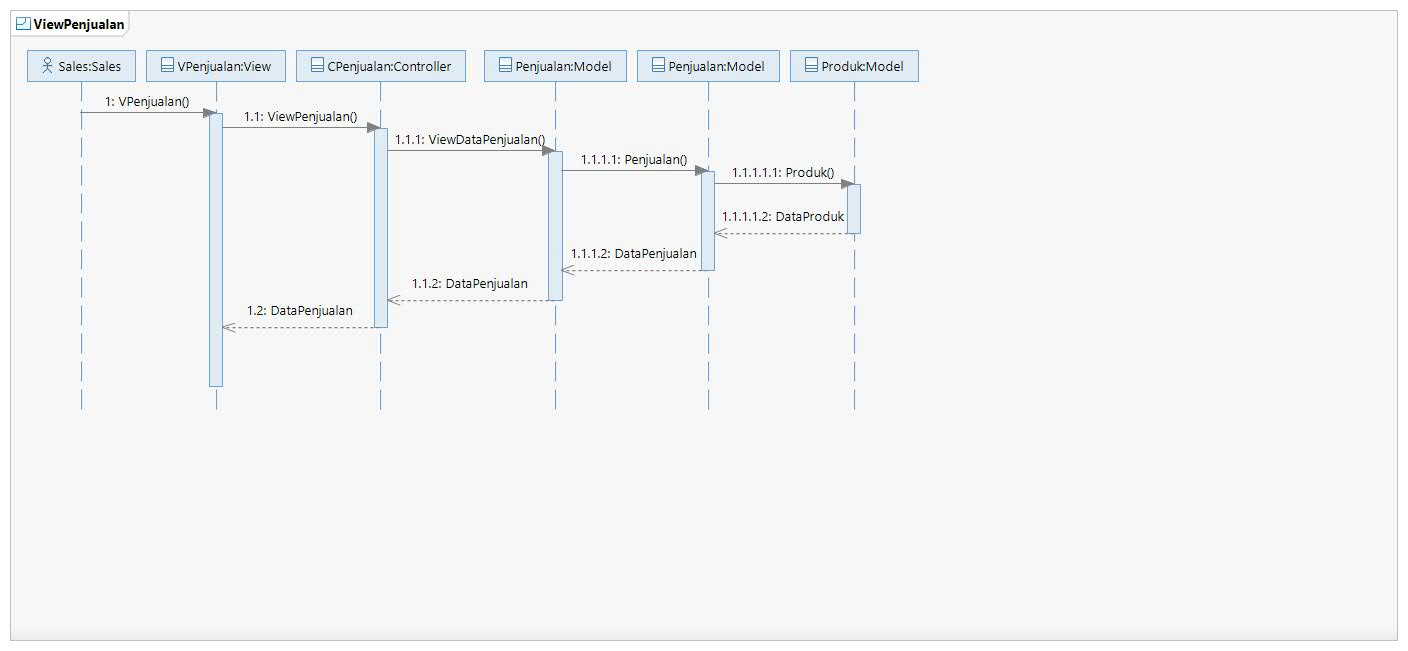 ViewPenjualan
Sales:Sales
VPenjualan:View
CPenjualan:Controller
Penjualan:Model
Penjualan:Model
Produk:Model
1: VPenjualan()
1.1: ViewPenjualan()
1.1.1: ViewDataPenjualan()
1.1.1.1: Penjualan()
1.1.1.1.1: Produk()
1.1.1.1.2: DataProduk
1.1.1.2: DataPenjualan
1.1.2: DataPenjualan
1.2: DataPenjualan